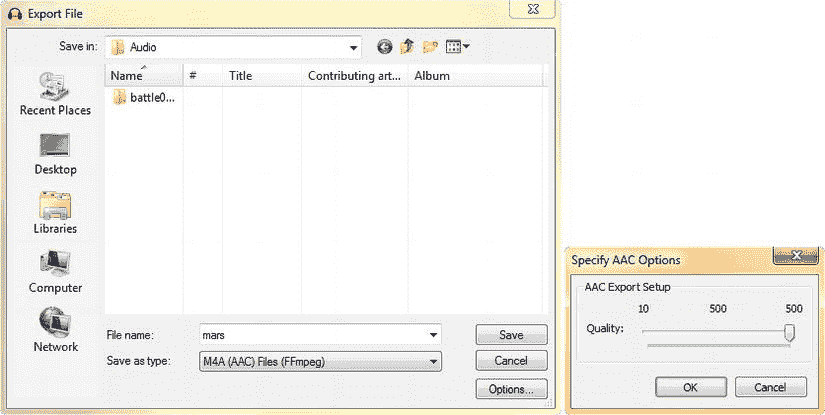 Export File
Save in: Audio
Name # Title Contributing art... Album
battle0...
Recent Places
Desktop
Libraries
Computer
Network
File name: mars Save
Save as type: M4A (AAC) Files (FFmpeg) Cancel
Options...
Specify AAC Options
AAC Export Setup
10 500 500
Quality:
OK Cancel